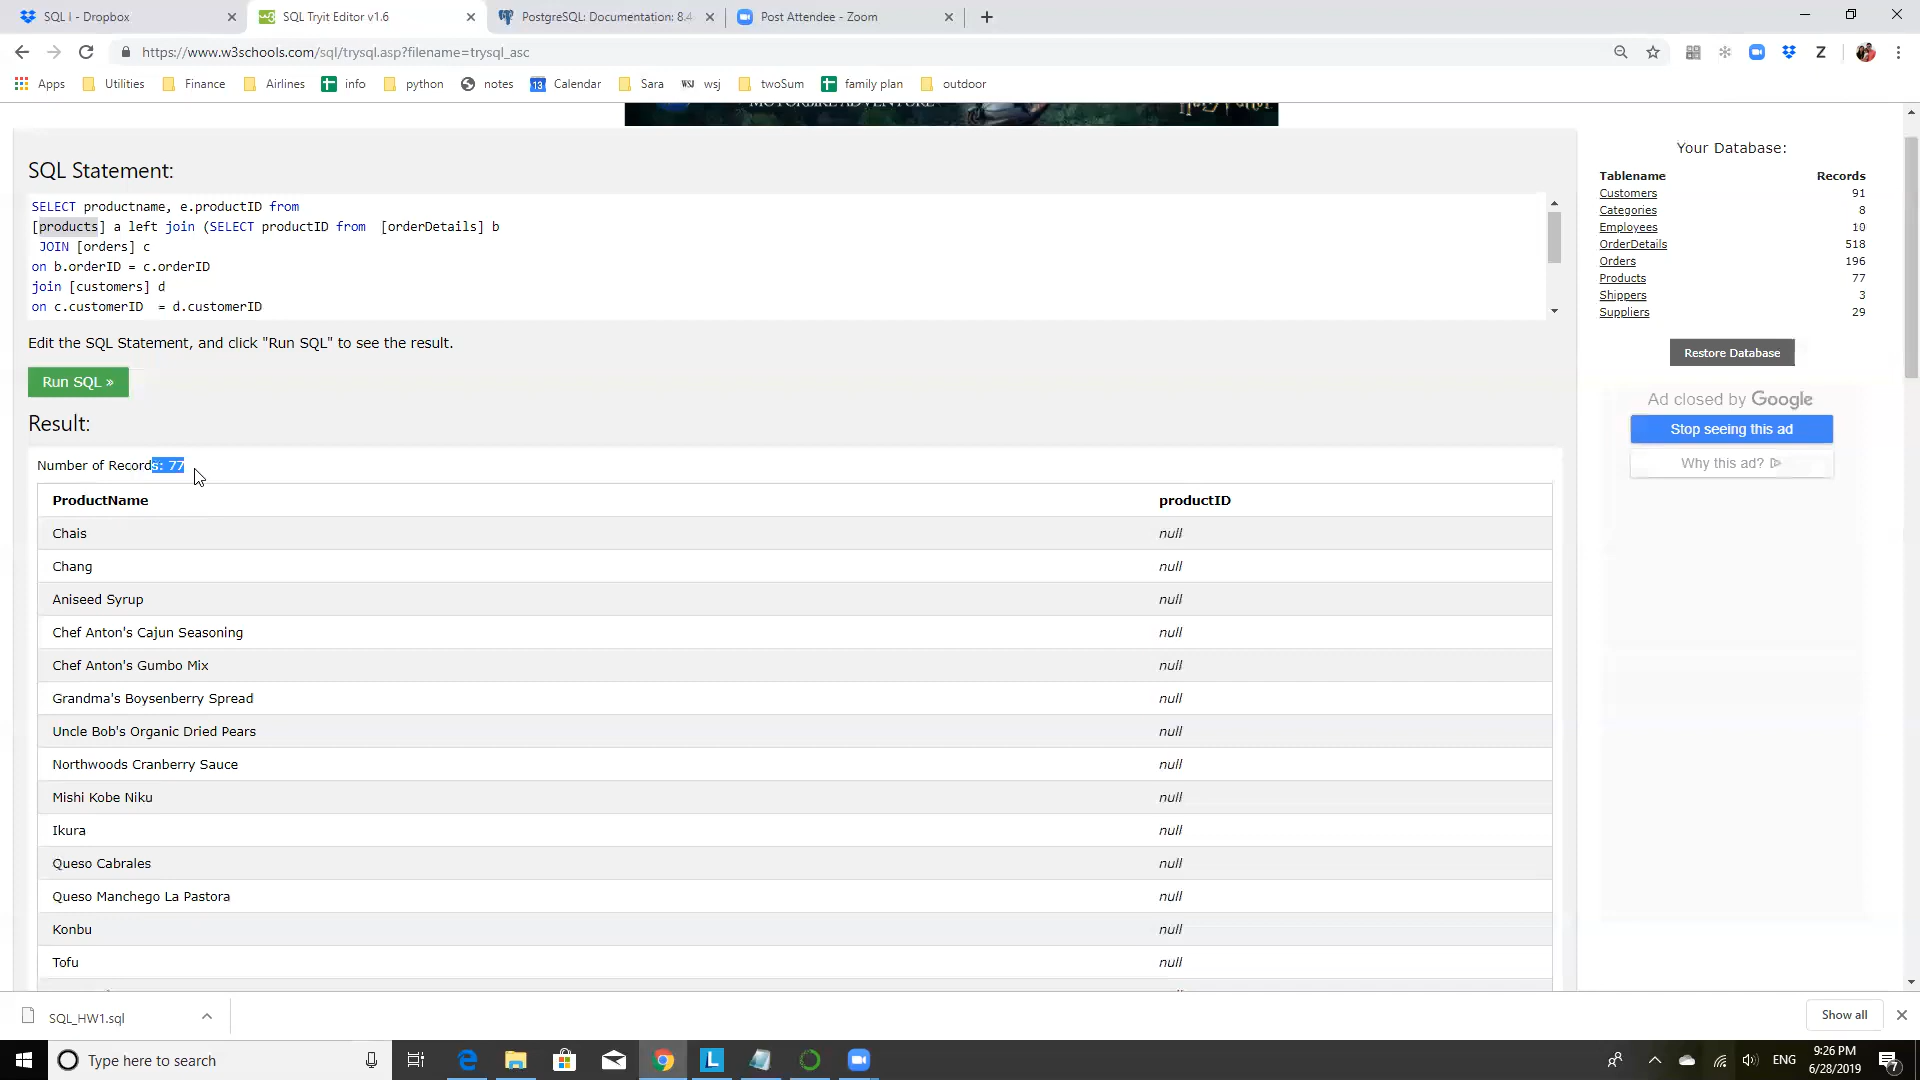 SQL I - Dropbox
SQL Tryit Editor v1.6
PostgreSQL: Documentation: 8.4
Post Attendee - Zoom
https://www.w3schools.com/sql/trysql.asp?filename=trysql_asc
Apps
Utilities
Finance
Airlines
info
python
notes
13
Calendar
Sara
WSJ
wsj
twoSum
family plan
outdoor
MOTORBIKE ADVENTURE
SQL Statement:
SELECT productname, e.productID from
[products] a left join (SELECT productID from  [orderDetails] b
JOIN [orders] c
on b.orderID = c.orderID
join [customers] d
on c.customerID  = d.customerID
Edit the SQL Statement, and click "Run SQL" to see the result.
Run SQL »
Result:
Number of Records: 77
ProductName productID
Chais null
Chang null
Aniseed Syrup null
Chef Anton's Cajun Seasoning null
Chef Anton's Gumbo Mix null
Grandma's Boysenberry Spread null
Uncle Bob's Organic Dried Pears null
Northwoods Cranberry Sauce null
Mishi Kobe Niku null
Ikura null
Queso Cabrales null
Queso Manchego La Pastora null
Konbu null
Tofu null
Your Database:
Tablename Records
Customers 91
Categories 8
Employees 10
OrderDetails 518
Orders 196
Products 77
Shippers 3
Suppliers 29
Restore Database
Ad closed by Google
Stop seeing this ad
Why this ad?
SQL_HW1.sql
Show all
Type here to search
ENG
9:26 PM
6/28/2019
7